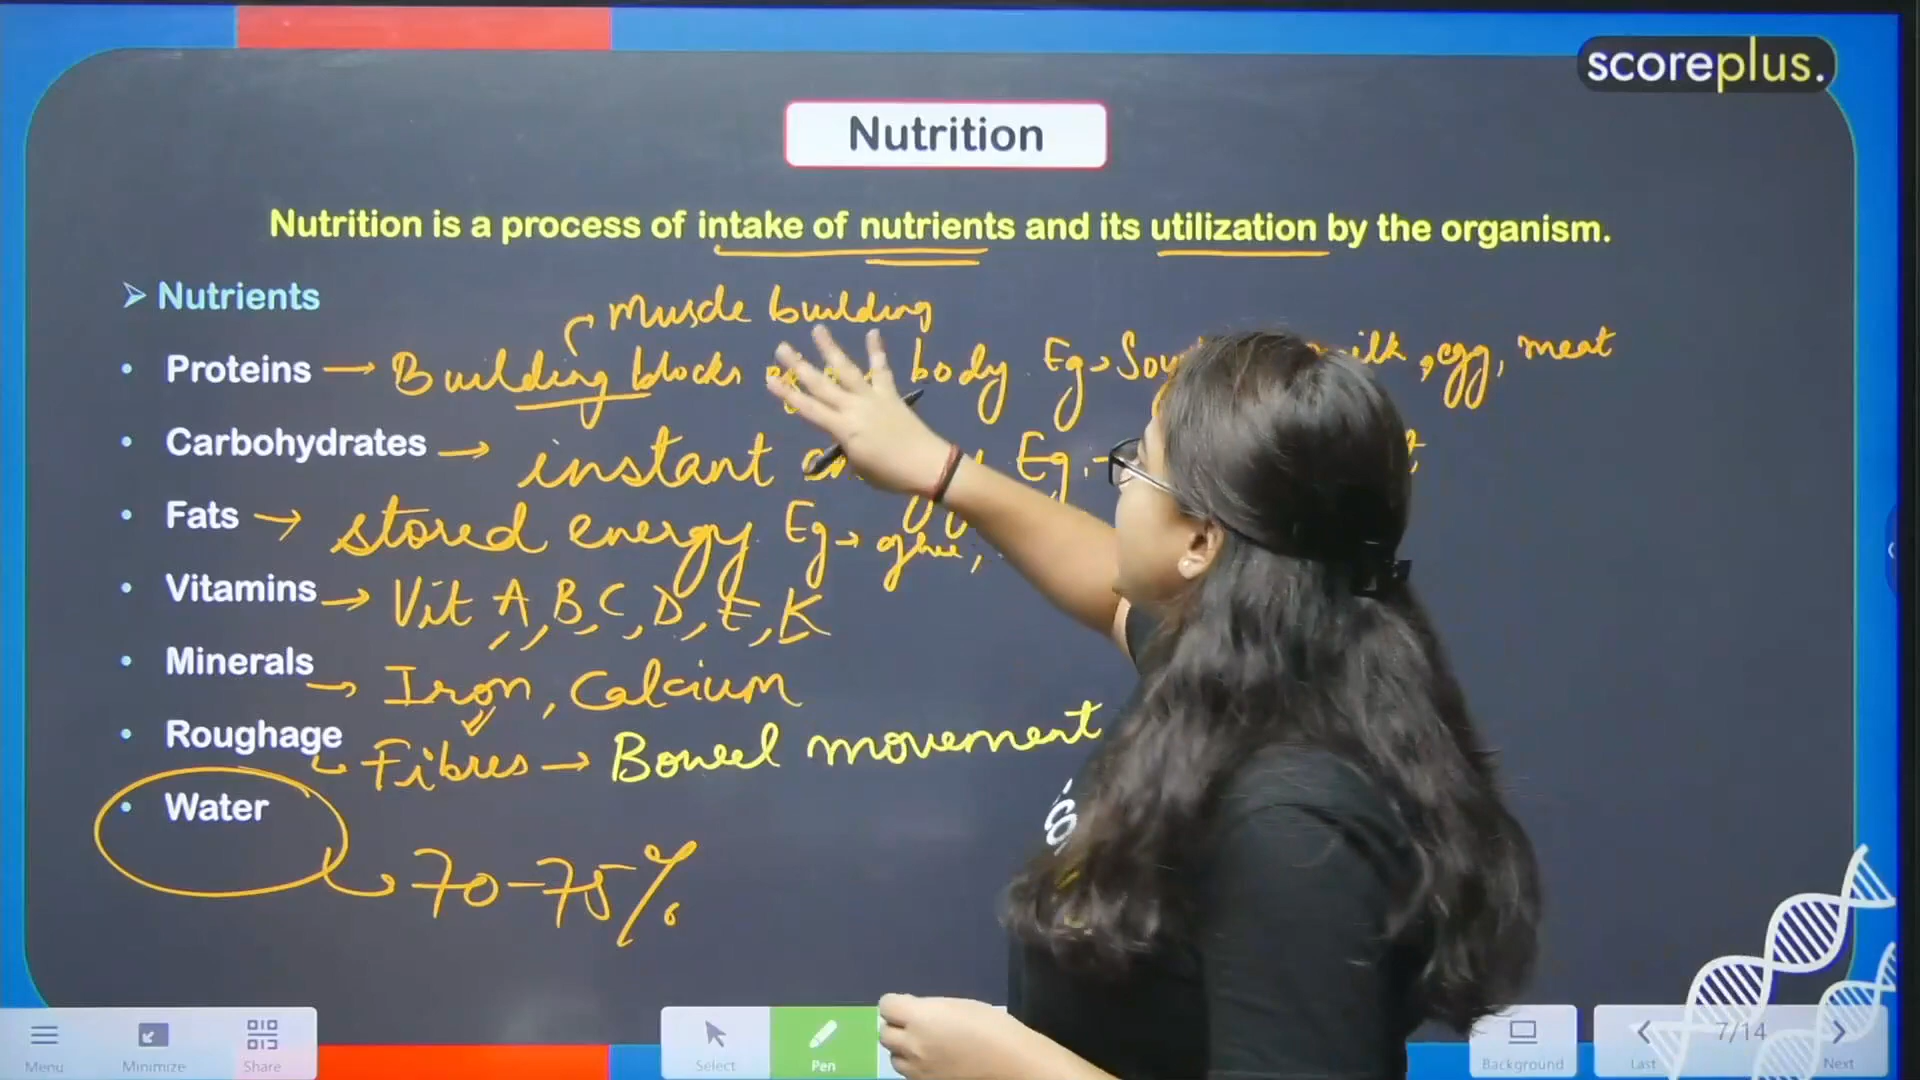 scoreplus.
Nutrition
Nutrition is a process of intake of nutrients and its utilization by the organism.
➢ Nutrients
Muscle building
• Proteins → Building blocks body Eg → egg, meat
• Carbohydrates → instant Eg.
• Fats → stored energy. Eg → ghee,
• Vitamins → Vit A, B, C, D, E, K
• Minerals → Iron, Calcium
• Roughage → Fibres → Bowel movement
• Water
70-75%
Menu Minimize Share Select Pen Background Last 7/14 Next